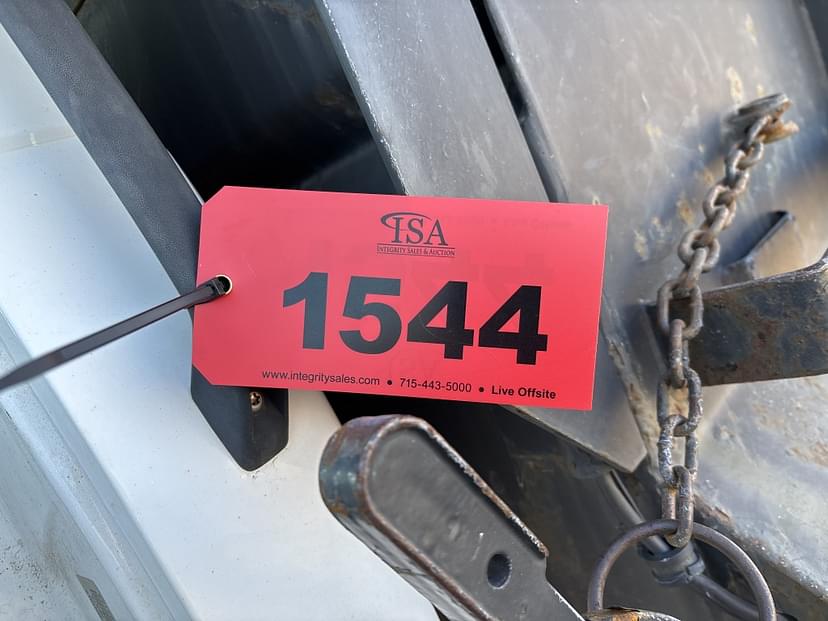 ISA
INTEGRITY SALES & AUCTION
1544
www.integritysales.com • 715-443-5000 • Live Offsite